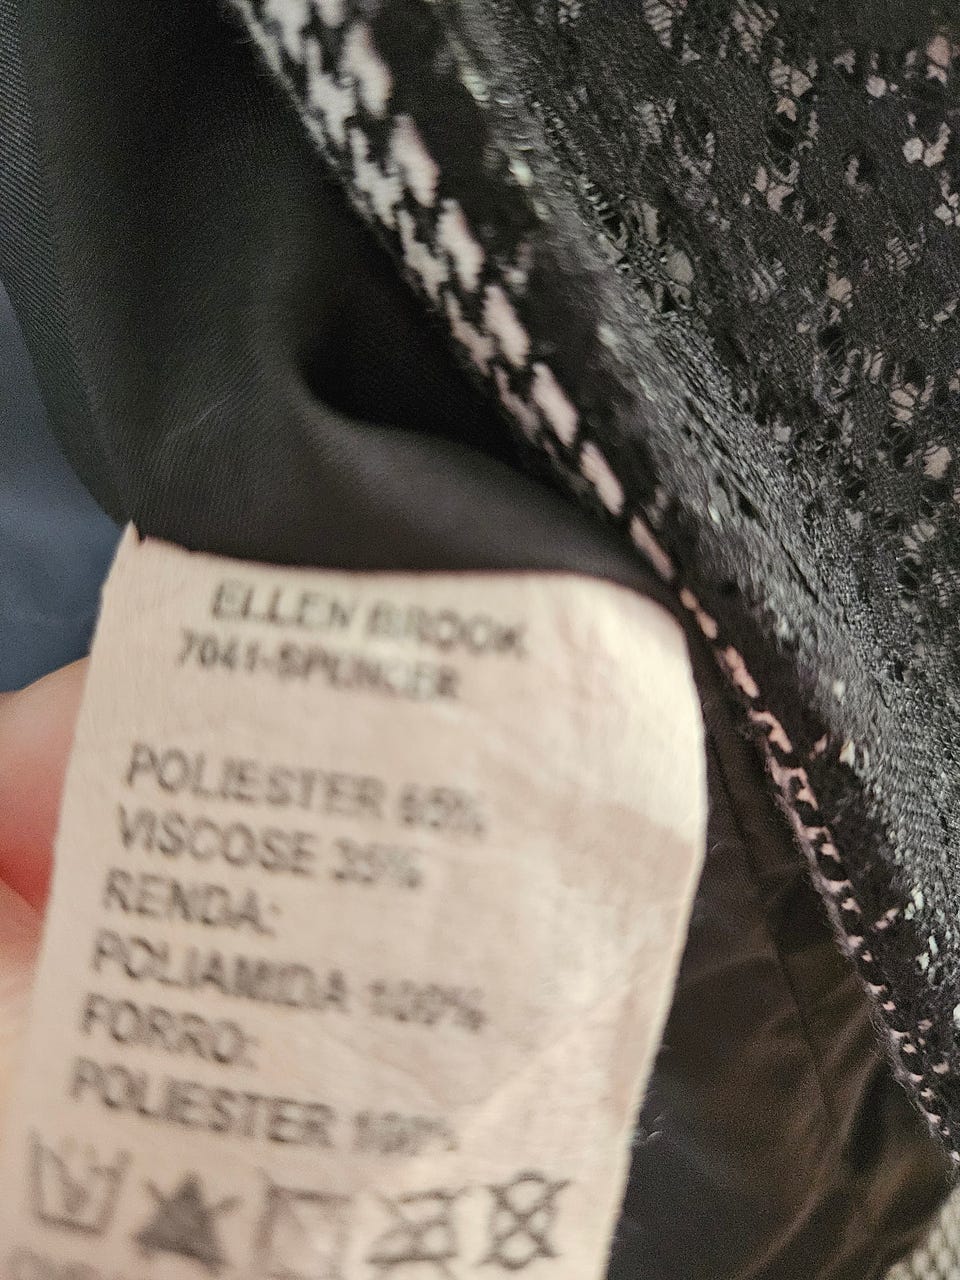 ELLEN BROOK
7041-SPENCER
POLIESTER 65%
VISCOSE 35%
RENDA:
POLIAMIDA 100%
FORRO:
POLIESTER 100%